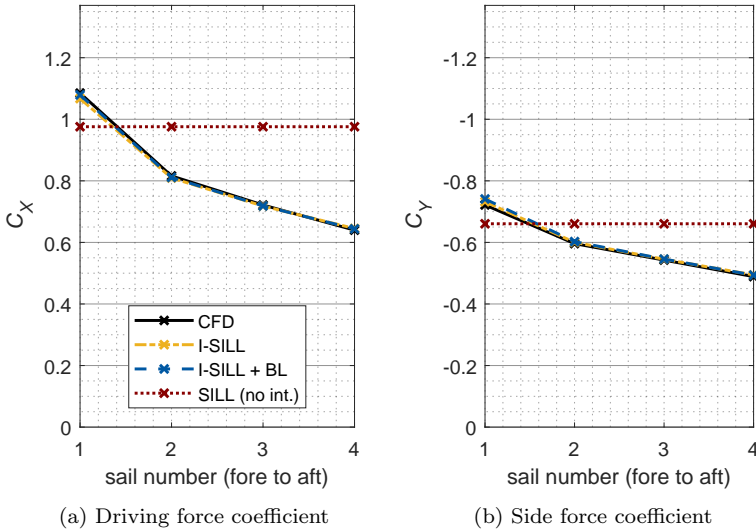 1.2
1
0.8
0.6
0.4
0.2
0
C_X
CFD
I-SILL
I-SILL + BL
SILL (no int.)
1 2 3 4
sail number (fore to aft)
(a) Driving force coefficient
-1.2
-1
-0.8
-0.6
-0.4
-0.2
0
C_Y
1 2 3 4
sail number (fore to aft)
(b) Side force coefficient